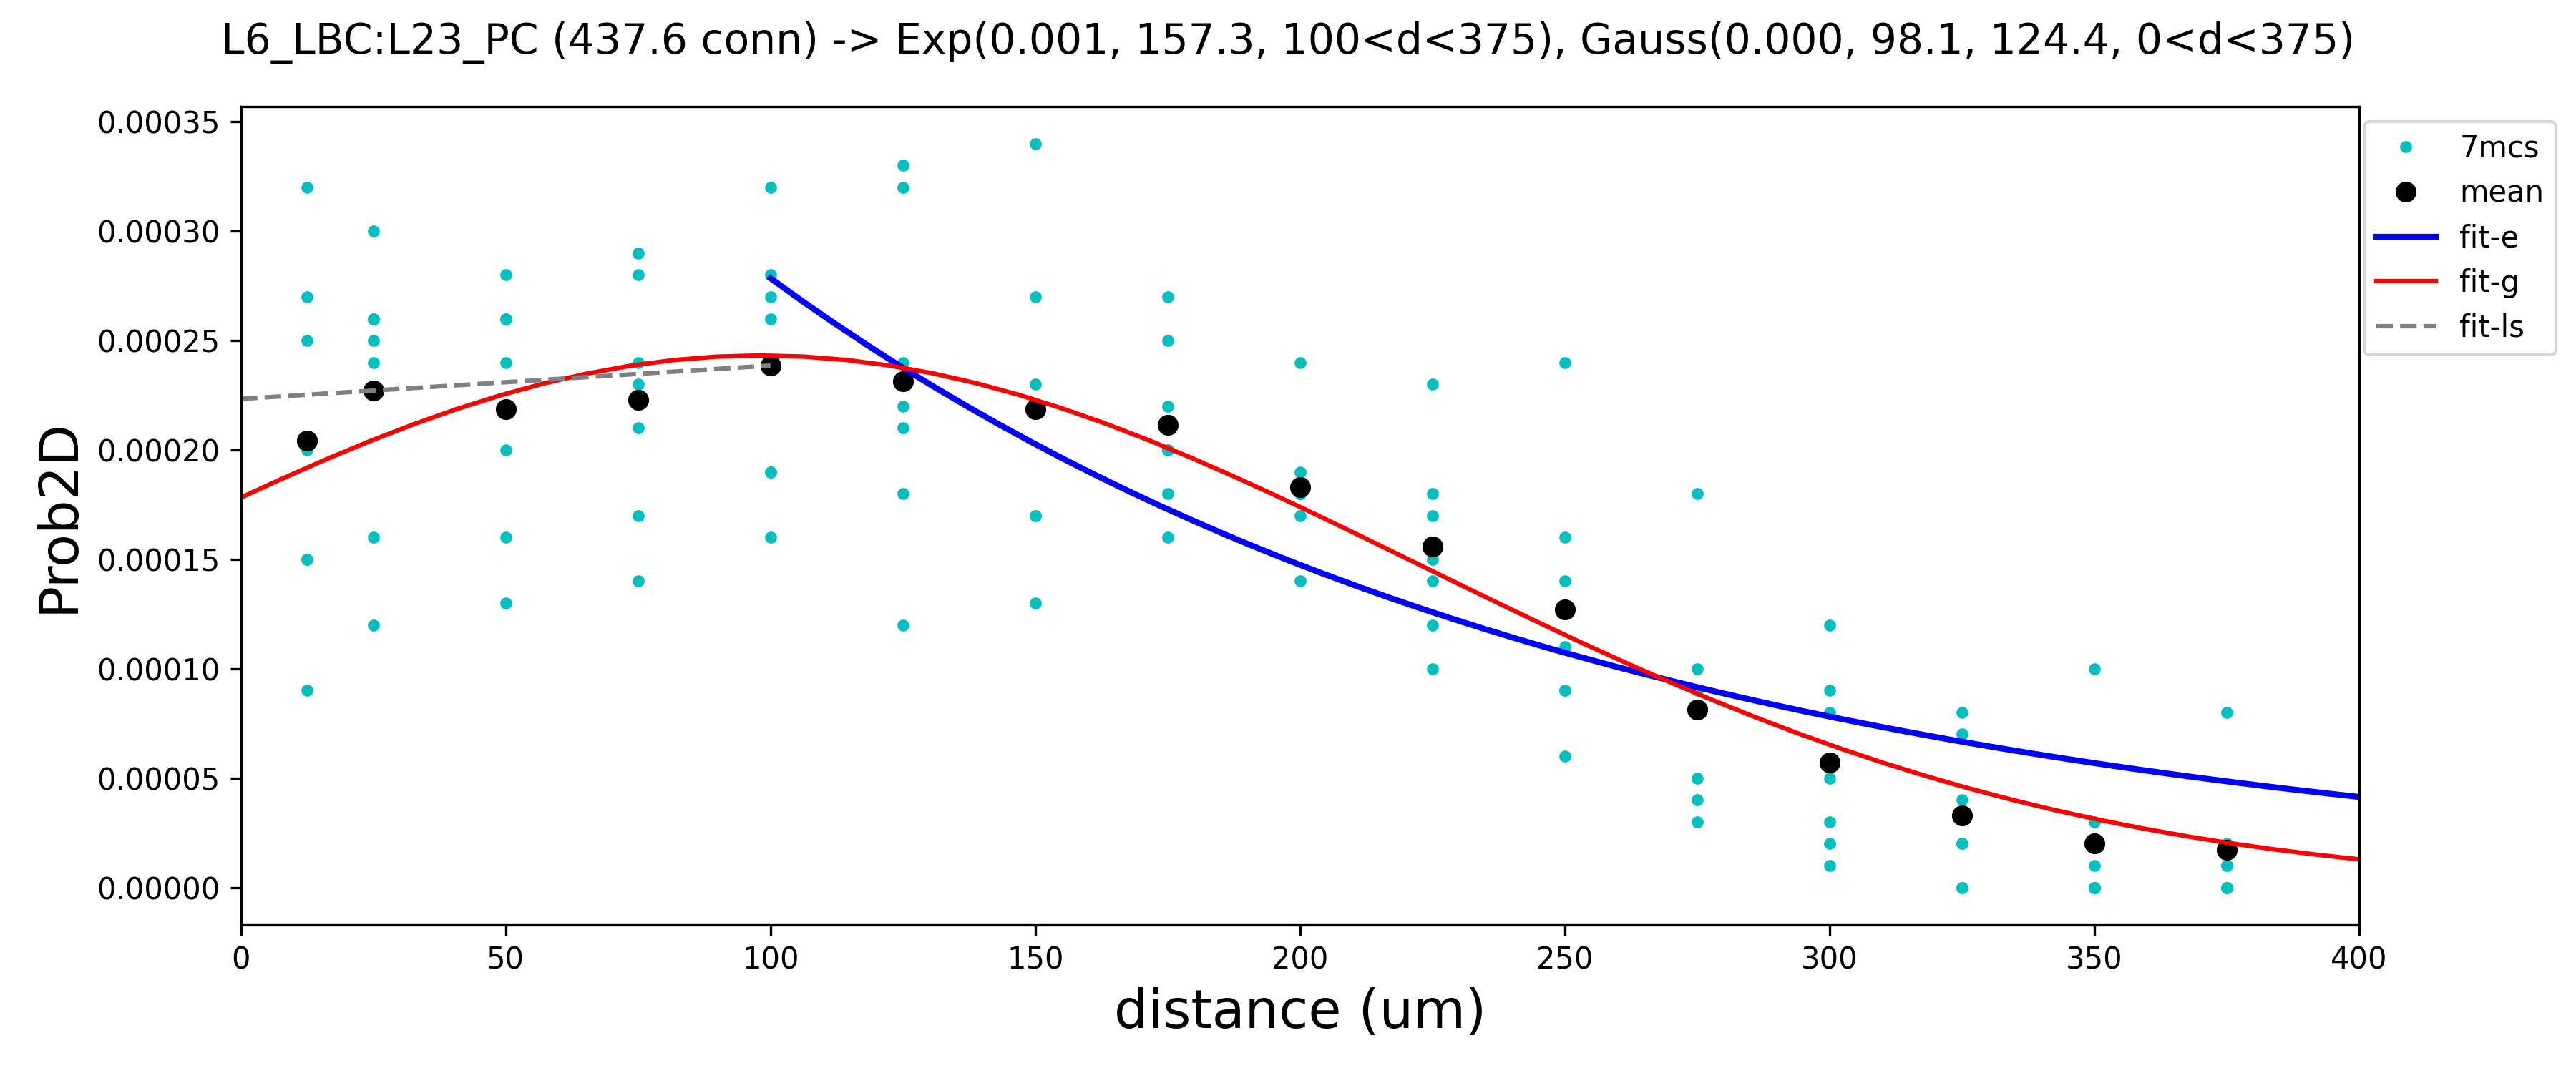 L6_LBC:L23_PC (437.6 conn) -> Exp(0.001, 157.3, 100<d<375), Gauss(0.000, 98.1, 124.4, 0<d<375)
0.00035
0.00030
0.00025
0.00020
0.00015
0.00010
0.00005
0.00000
Prob2D
0 50 100 150 200 250 300 350 400
distance (um)
7mcs
mean
fit-e
fit-g
fit-ls